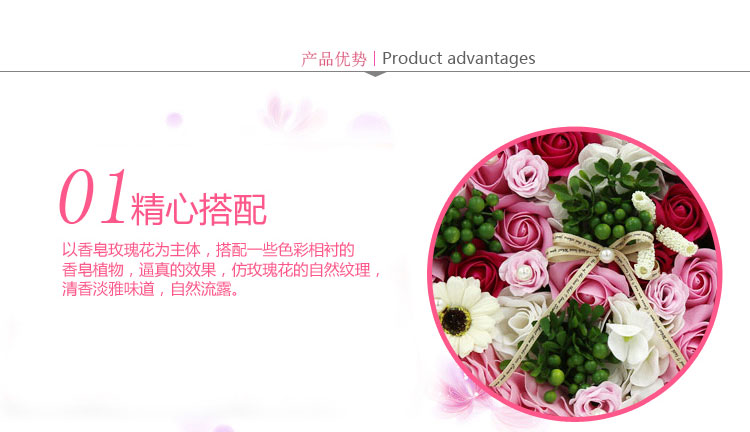 产品优势 | Product advantages
01 精心搭配
以香皂玫瑰花为主体，搭配一些色彩相衬的
香皂植物，逼真的效果，仿玫瑰花的自然纹理，
清香淡雅味道，自然流露。